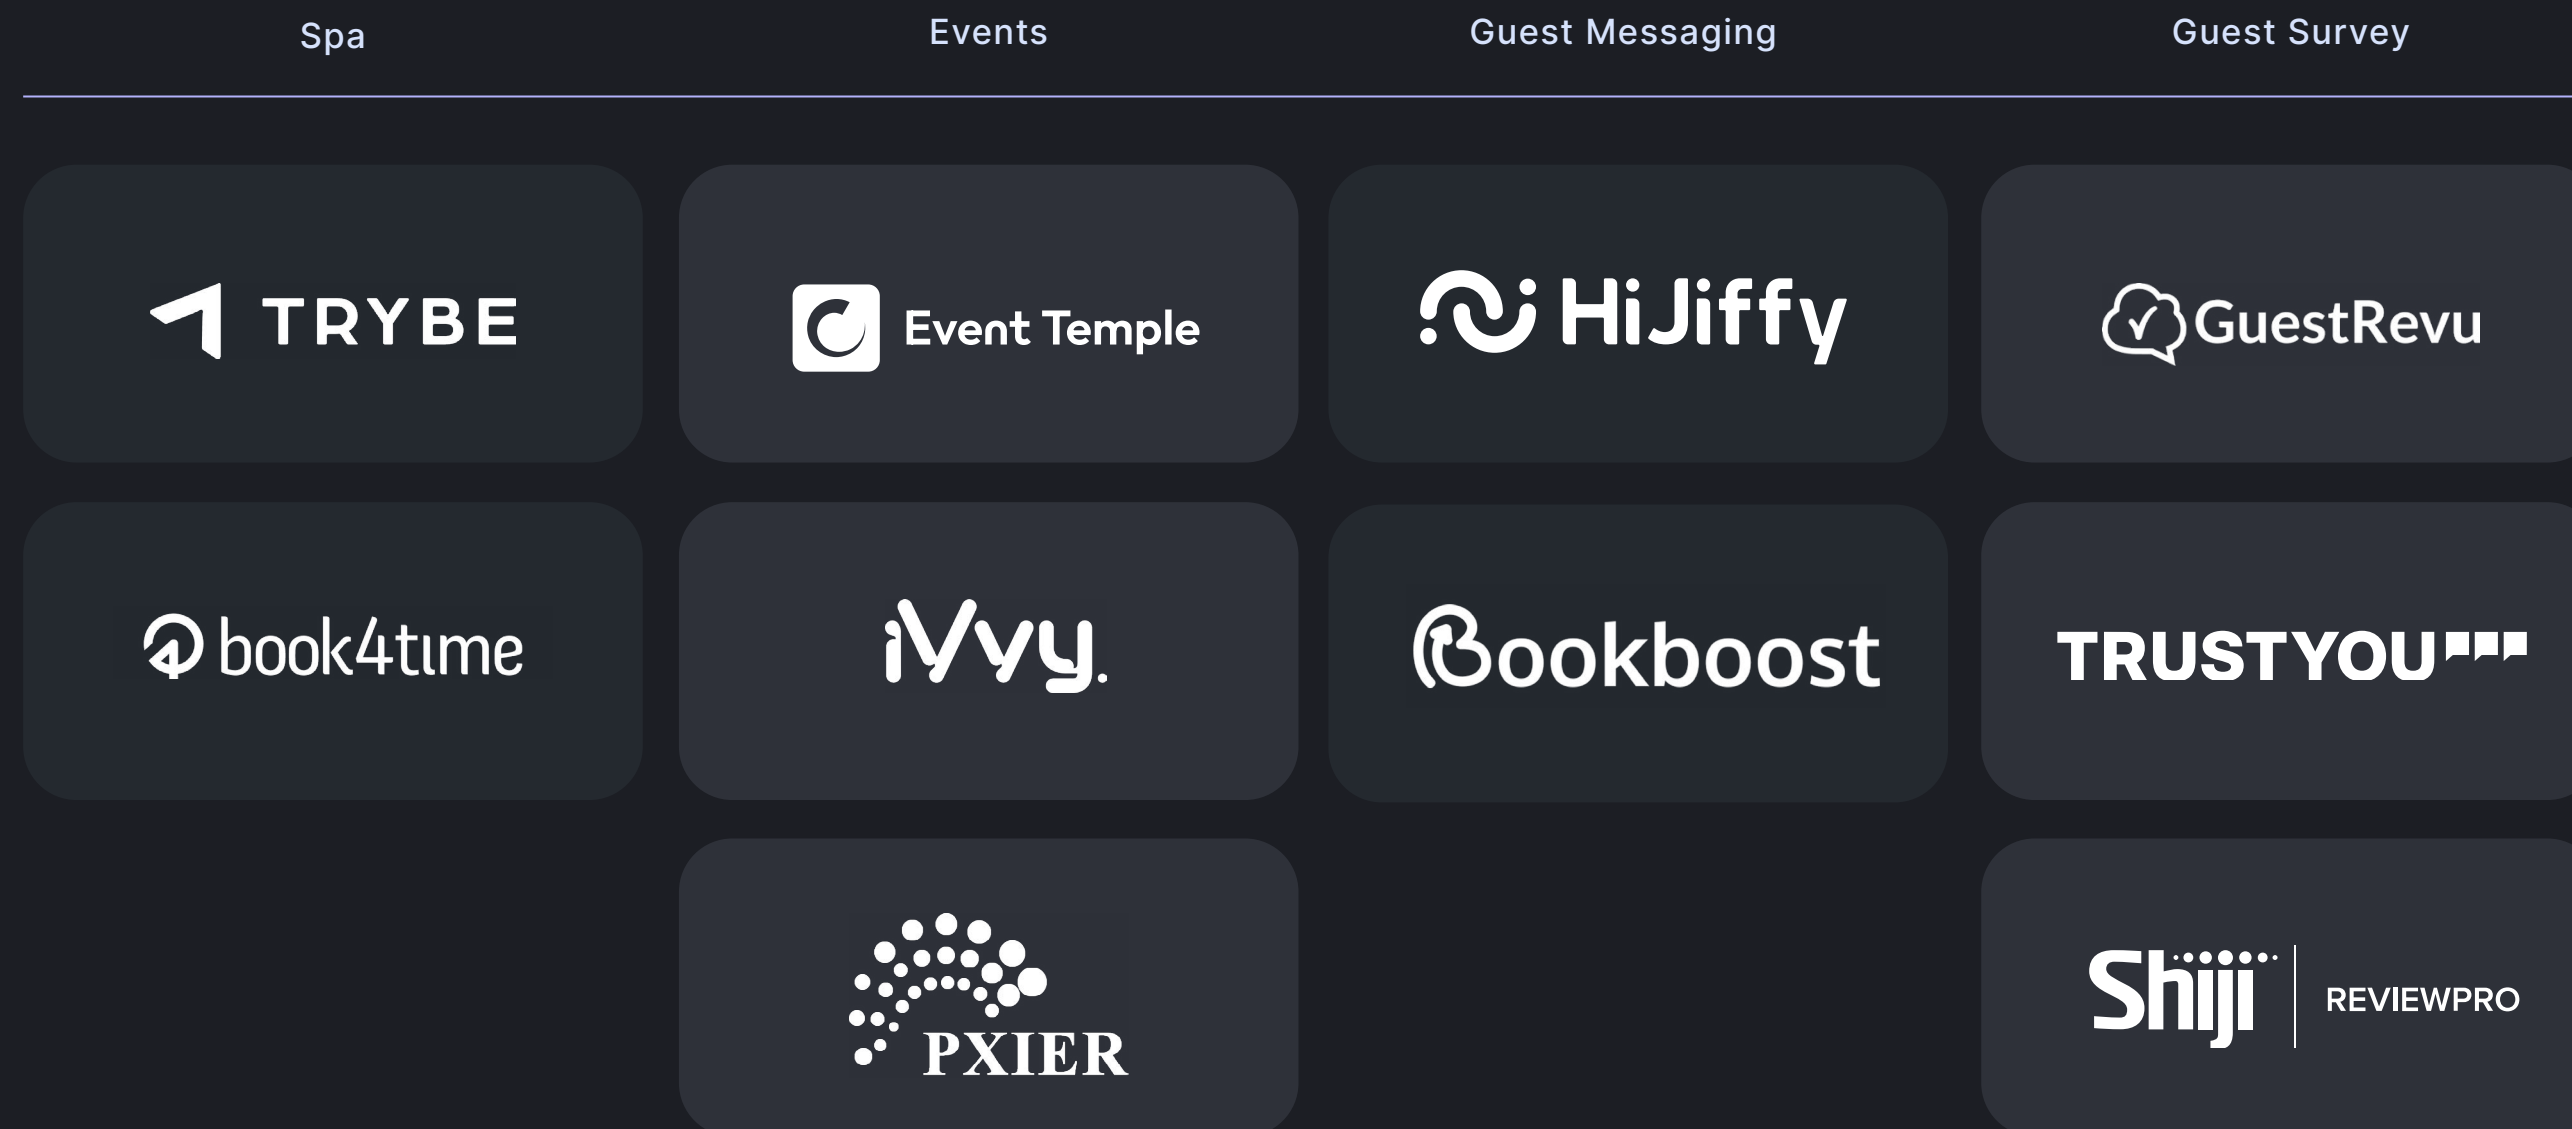 Spa
Events
Guest Messaging
Guest Survey
TRYBE
Event Temple
HiJiffy
GuestRevu
book4time
iVvy.
Bookboost
TRUSTYOU
PXIER
Shiji
REVIEWPRO